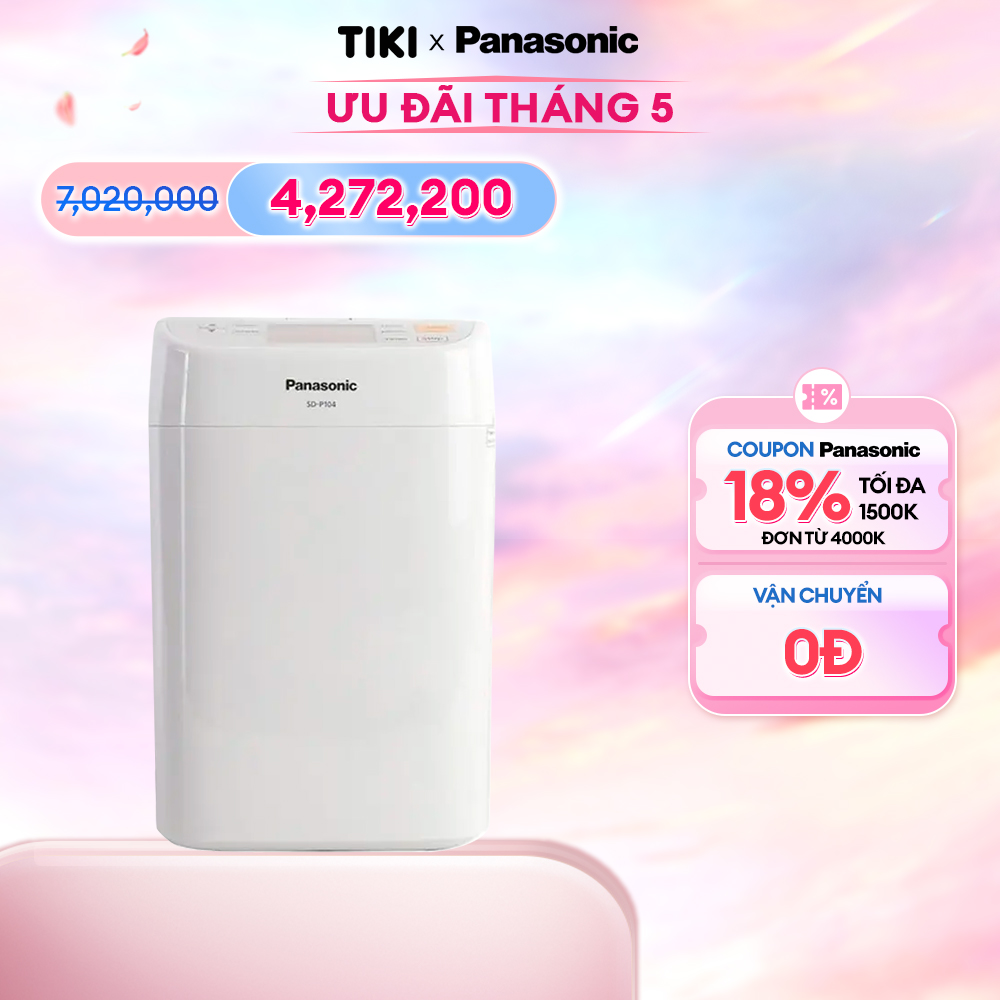 TIKI x Panasonic
ƯU ĐÃI THÁNG 5
7,020,000 4,272,200
Panasonic
SD-P104
%
COUPON Panasonic
18% TỐI ĐA
1500K
ĐƠN TỪ 4000K
VẬN CHUYỂN
0Đ